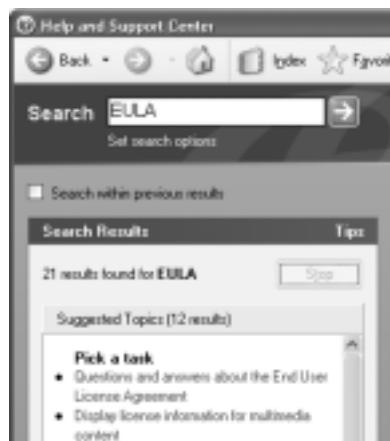 Help and Support Center
Back Index Favori
Search EULA
Set search options
Search within previous results
Search Results Tips
21 results found for EULA Stop
Suggested Topics (12 results)
Pick a task
• Questions and answers about the End User
License Agreement
• Display license information for multimedia
content